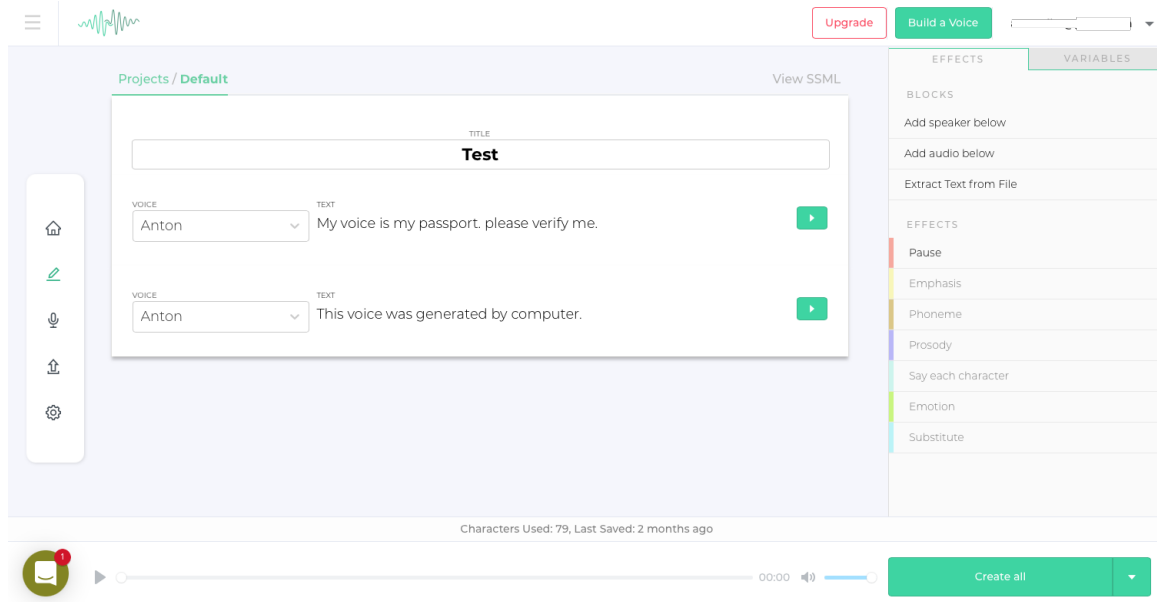 Upgrade
Build a Voice
Projects / Default
View SSML
EFFECTS
VARIABLES
BLOCKS
Add speaker below
Add audio below
Extract Text from File
TITLE
Test
VOICE
TEXT
Anton
My voice is my passport. please verify me.
VOICE
TEXT
Anton
This voice was generated by computer.
EFFECTS
Pause
Emphasis
Phoneme
Prosody
Say each character
Emotion
Substitute
Characters Used: 79, Last Saved: 2 months ago
1
00:00
Create all